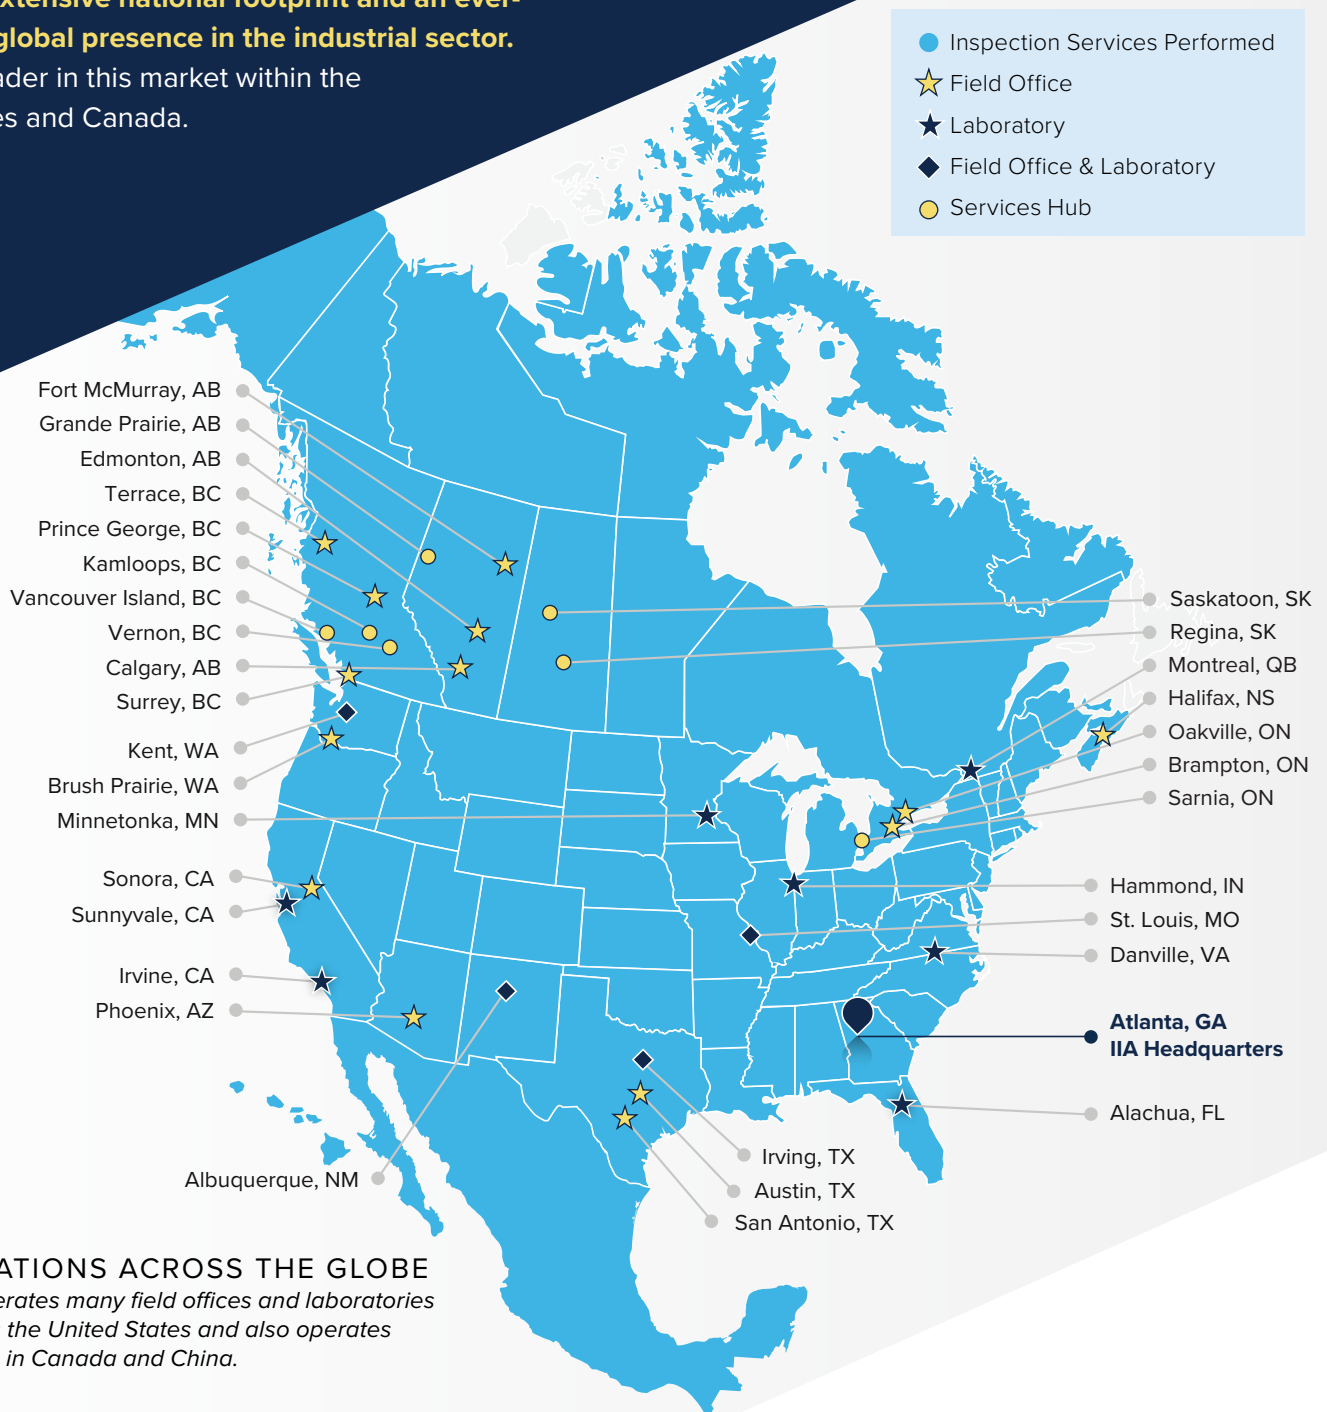 xtensive national footprint and an ever-
global presence in the industrial sector.
ader in this market within the
es and Canada.
Inspection Services Performed
Field Office
Laboratory
Field Office & Laboratory
Services Hub
Fort McMurray, AB
Grande Prairie, AB
Edmonton, AB
Terrace, BC
Prince George, BC
Kamloops, BC
Vancouver Island, BC
Vernon, BC
Calgary, AB
Surrey, BC
Kent, WA
Brush Prairie, WA
Minnetonka, MN
Sonora, CA
Sunnyvale, CA
Irvine, CA
Phoenix, AZ
Albuquerque, NM
Saskatoon, SK
Regina, SK
Montreal, QB
Halifax, NS
Oakville, ON
Brampton, ON
Sarnia, ON
Hammond, IN
St. Louis, MO
Danville, VA
Atlanta, GA
IIA Headquarters
Alachua, FL
Irving, TX
Austin, TX
San Antonio, TX
ATIONS ACROSS THE GLOBE
erates many field offices and laboratories
the United States and also operates
in Canada and China.